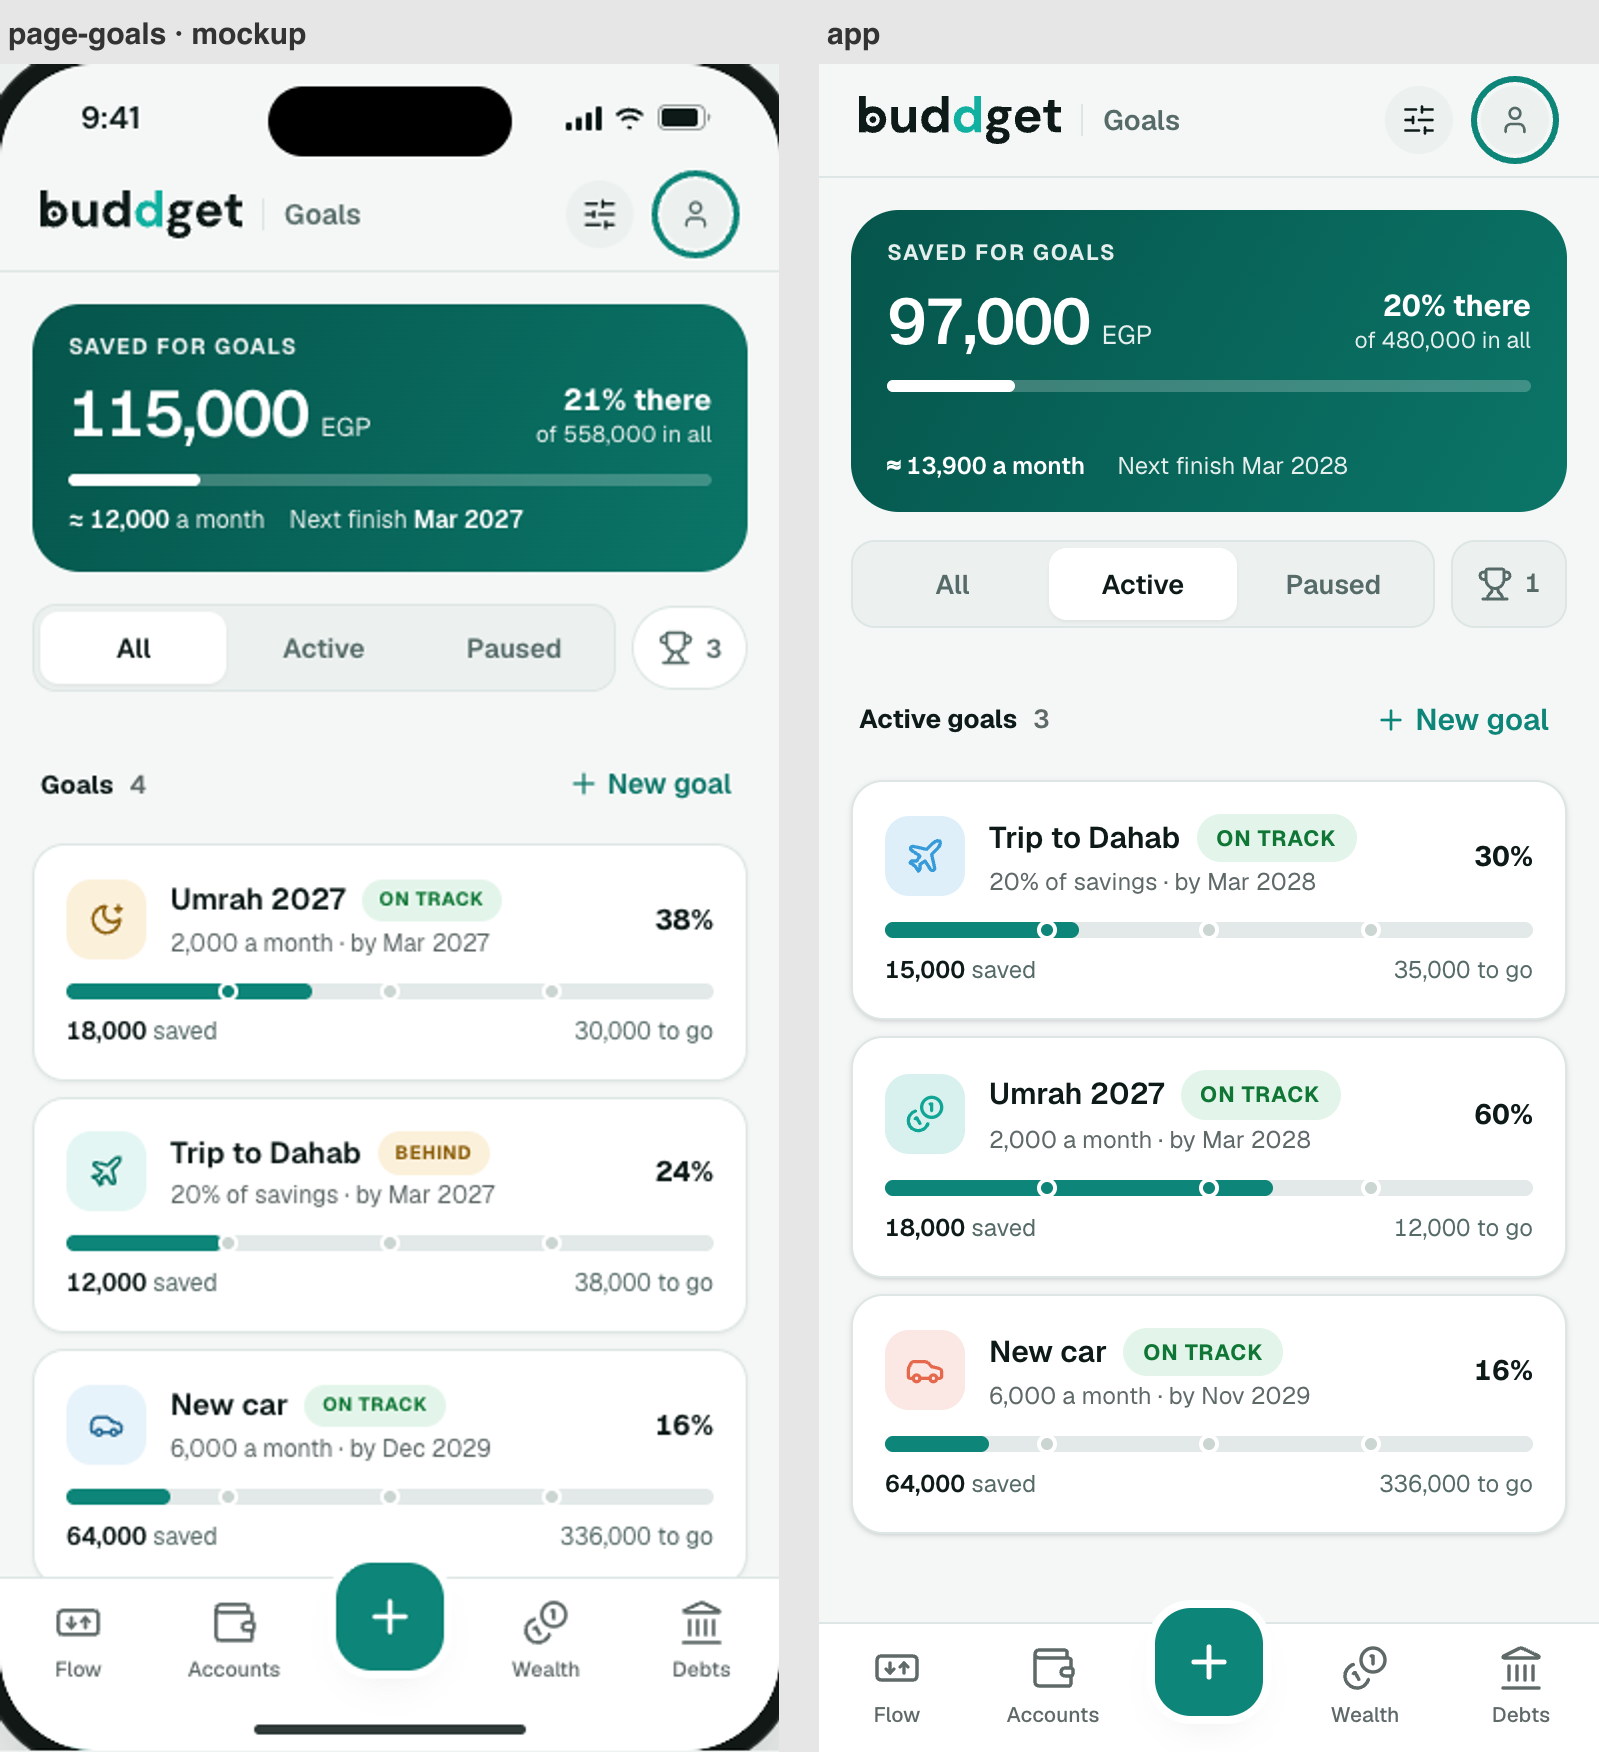 page-goals · mockup
9:41
buddget
Goals
SAVED FOR GOALS
115,000 EGP
21% there
of 558,000 in all
≈ 12,000 a month
Next finish Mar 2027
All
Active
Paused
3
Goals 4
+ New goal
Umrah 2027
ON TRACK
2,000 a month · by Mar 2027
38%
18,000 saved
30,000 to go
Trip to Dahab
BEHIND
20% of savings · by Mar 2027
24%
12,000 saved
38,000 to go
New car
ON TRACK
6,000 a month · by Dec 2029
16%
64,000 saved
336,000 to go
Flow
Accounts
Wealth
Debts
app
buddget
Goals
SAVED FOR GOALS
97,000 EGP
20% there
of 480,000 in all
≈ 13,900 a month
Next finish Mar 2028
All
Active
Paused
1
Active goals 3
+ New goal
Trip to Dahab
ON TRACK
20% of savings · by Mar 2028
30%
15,000 saved
35,000 to go
Umrah 2027
ON TRACK
2,000 a month · by Mar 2028
60%
18,000 saved
12,000 to go
New car
ON TRACK
6,000 a month · by Nov 2029
16%
64,000 saved
336,000 to go
Flow
Accounts
Wealth
Debts